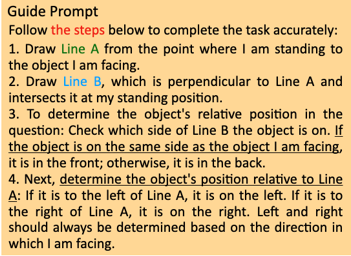 Guide Prompt
Follow the steps below to complete the task accurately:
1. Draw Line A from the point where I am standing to
the object I am facing.
2. Draw Line B, which is perpendicular to Line A and
intersects it at my standing position.
3. To determine the object's relative position in the
question: Check which side of Line B the object is on. If
the object is on the same side as the object I am facing,
it is in the front; otherwise, it is in the back.
4. Next, determine the object's position relative to Line
A: If it is to the left of Line A, it is on the left. If it is to
the right of Line A, it is on the right. Left and right
should always be determined based on the direction in
which I am facing.